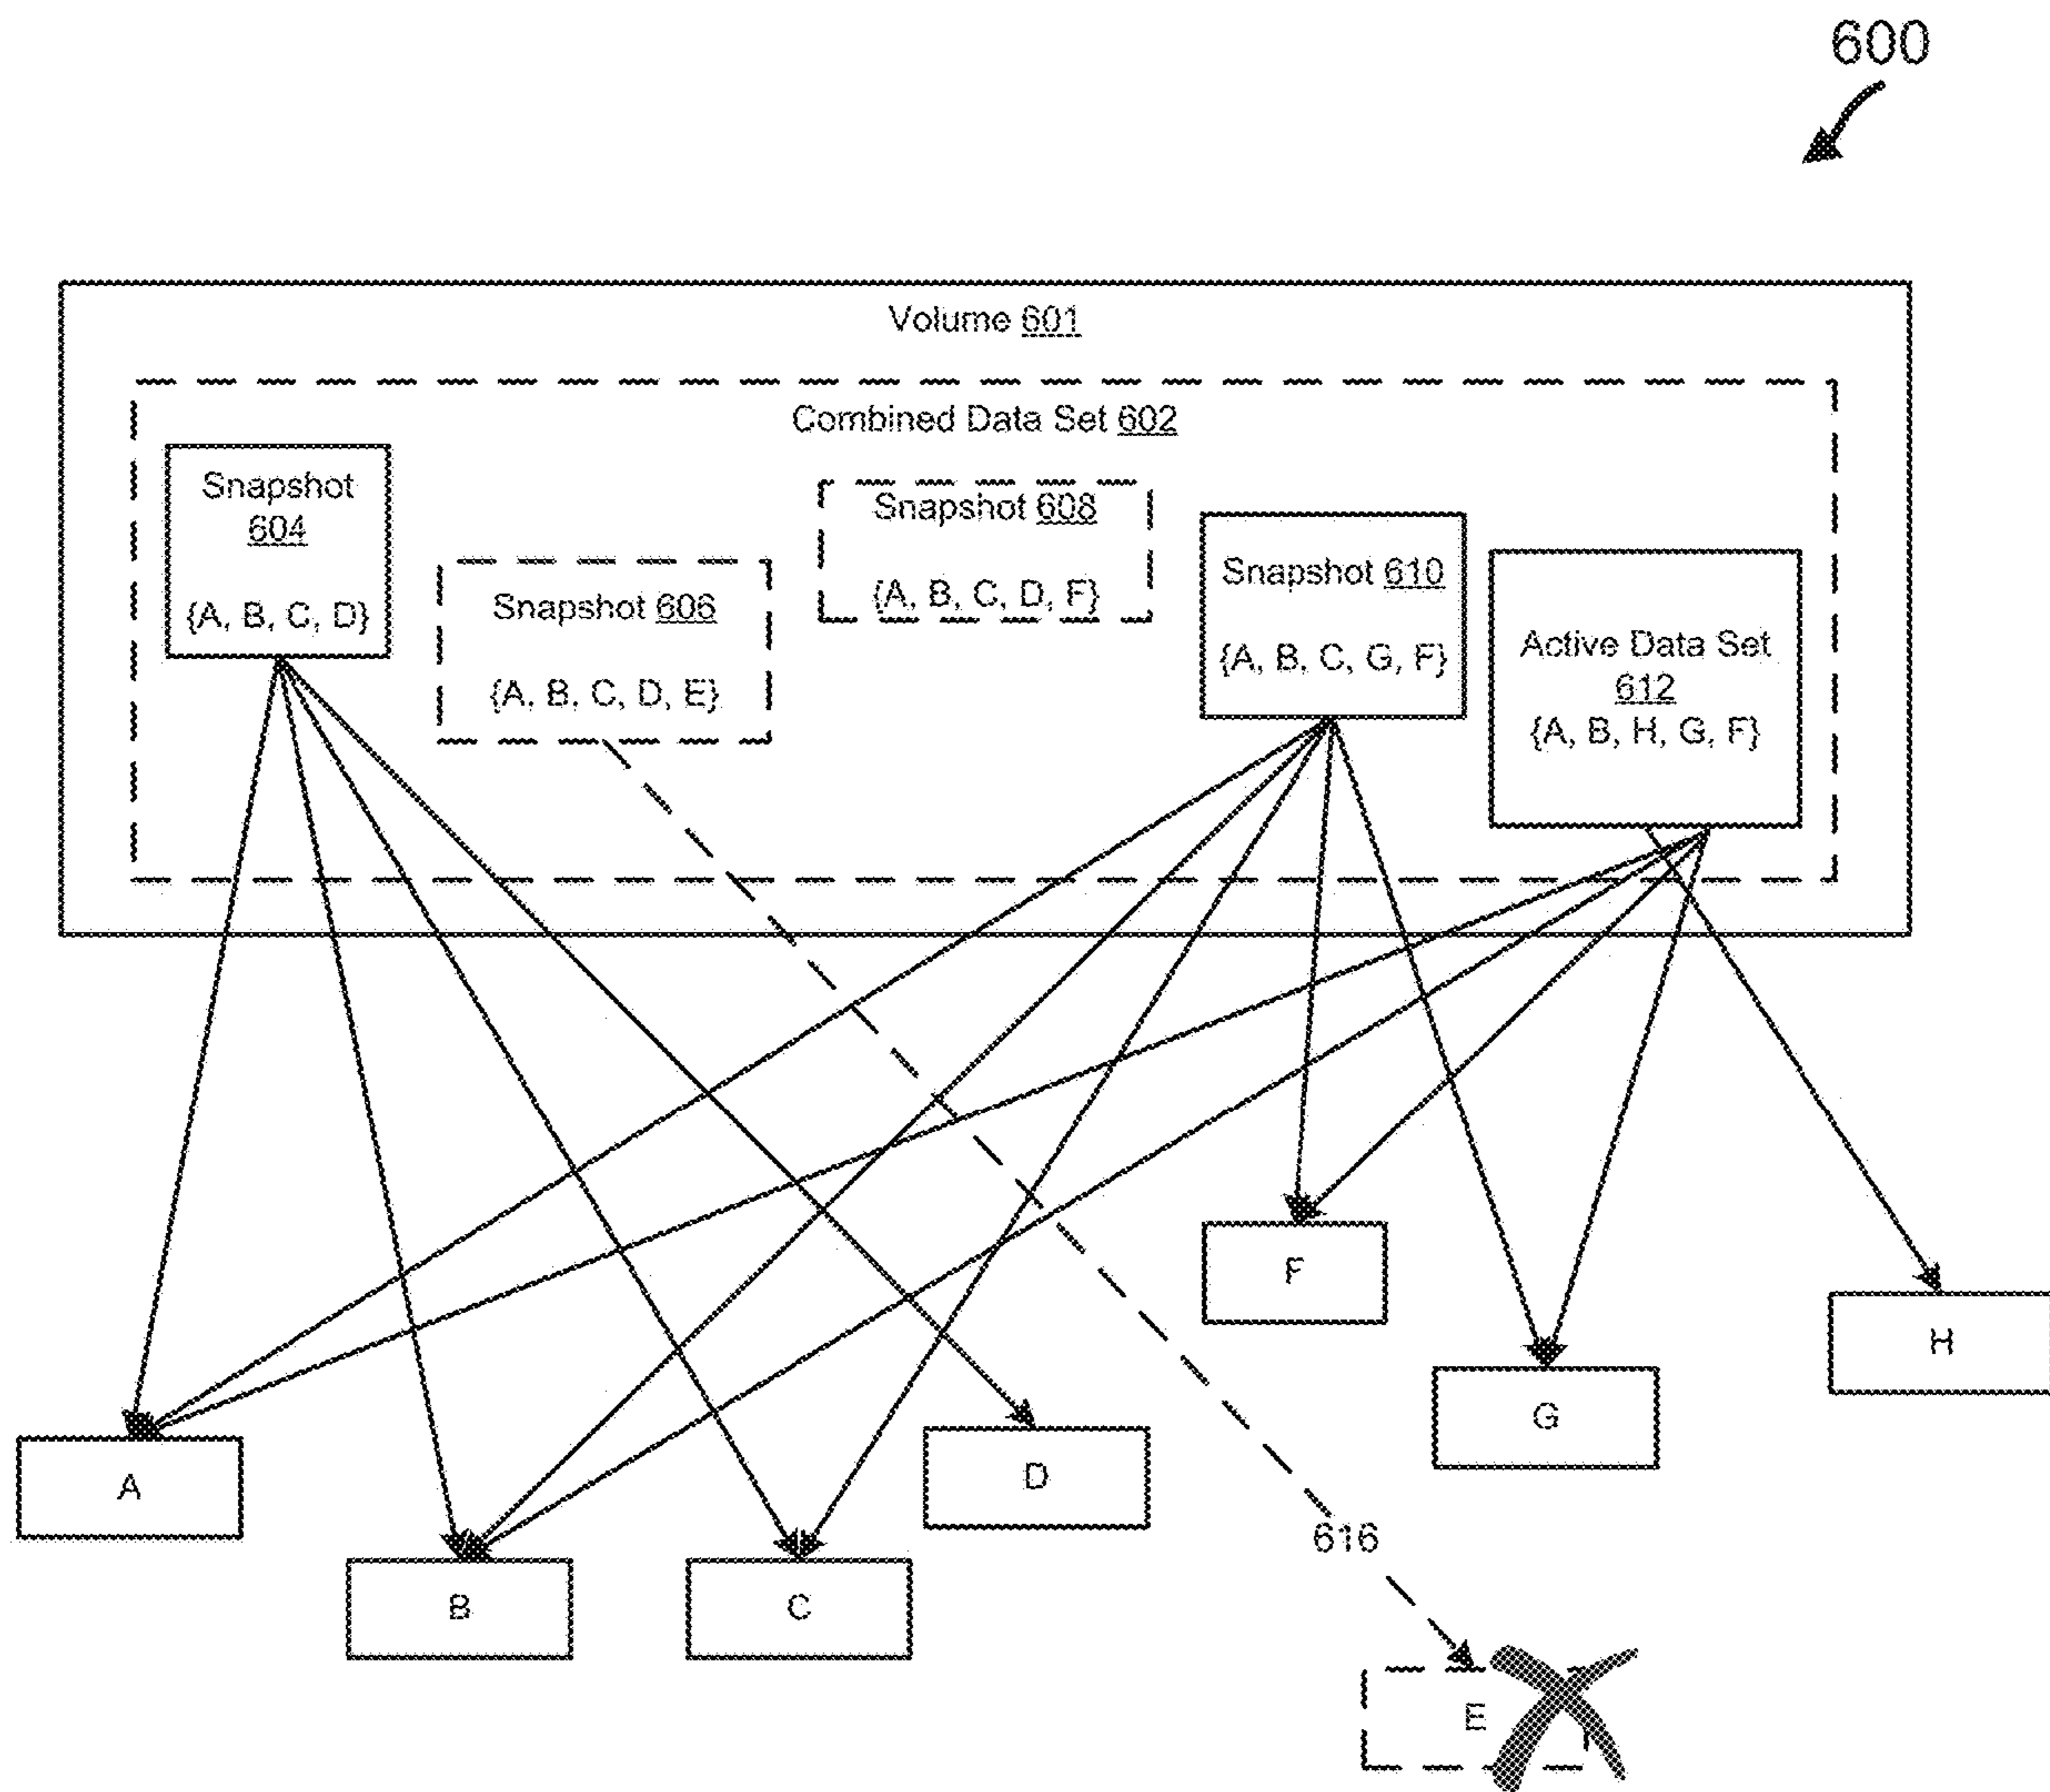 600
Volume 601
Combined Data Set 602
Snapshot
604
{A, B, C, D}
Snapshot 606
{A, B, C, D, E}
Snapshot 608
{A, B, C, D, F}
Snapshot 610
{A, B, C, G, F}
Active Data Set
612
{A, B, H, G, F}
F
H
G
A
D
616
B
C
E